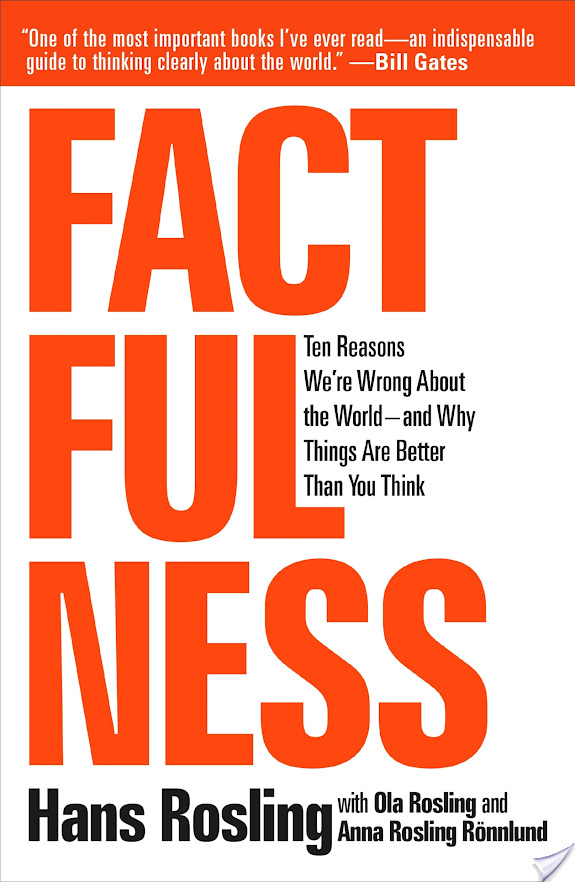 “One of the most important books I’ve ever read—an indispensable
guide to thinking clearly about the world.” —Bill Gates
FACT
FUL
Ten Reasons
We’re Wrong About
the World—and Why
Things Are Better
Than You Think
NESS
Hans Rosling
with Ola Rosling and
Anna Rosling Rönnlund